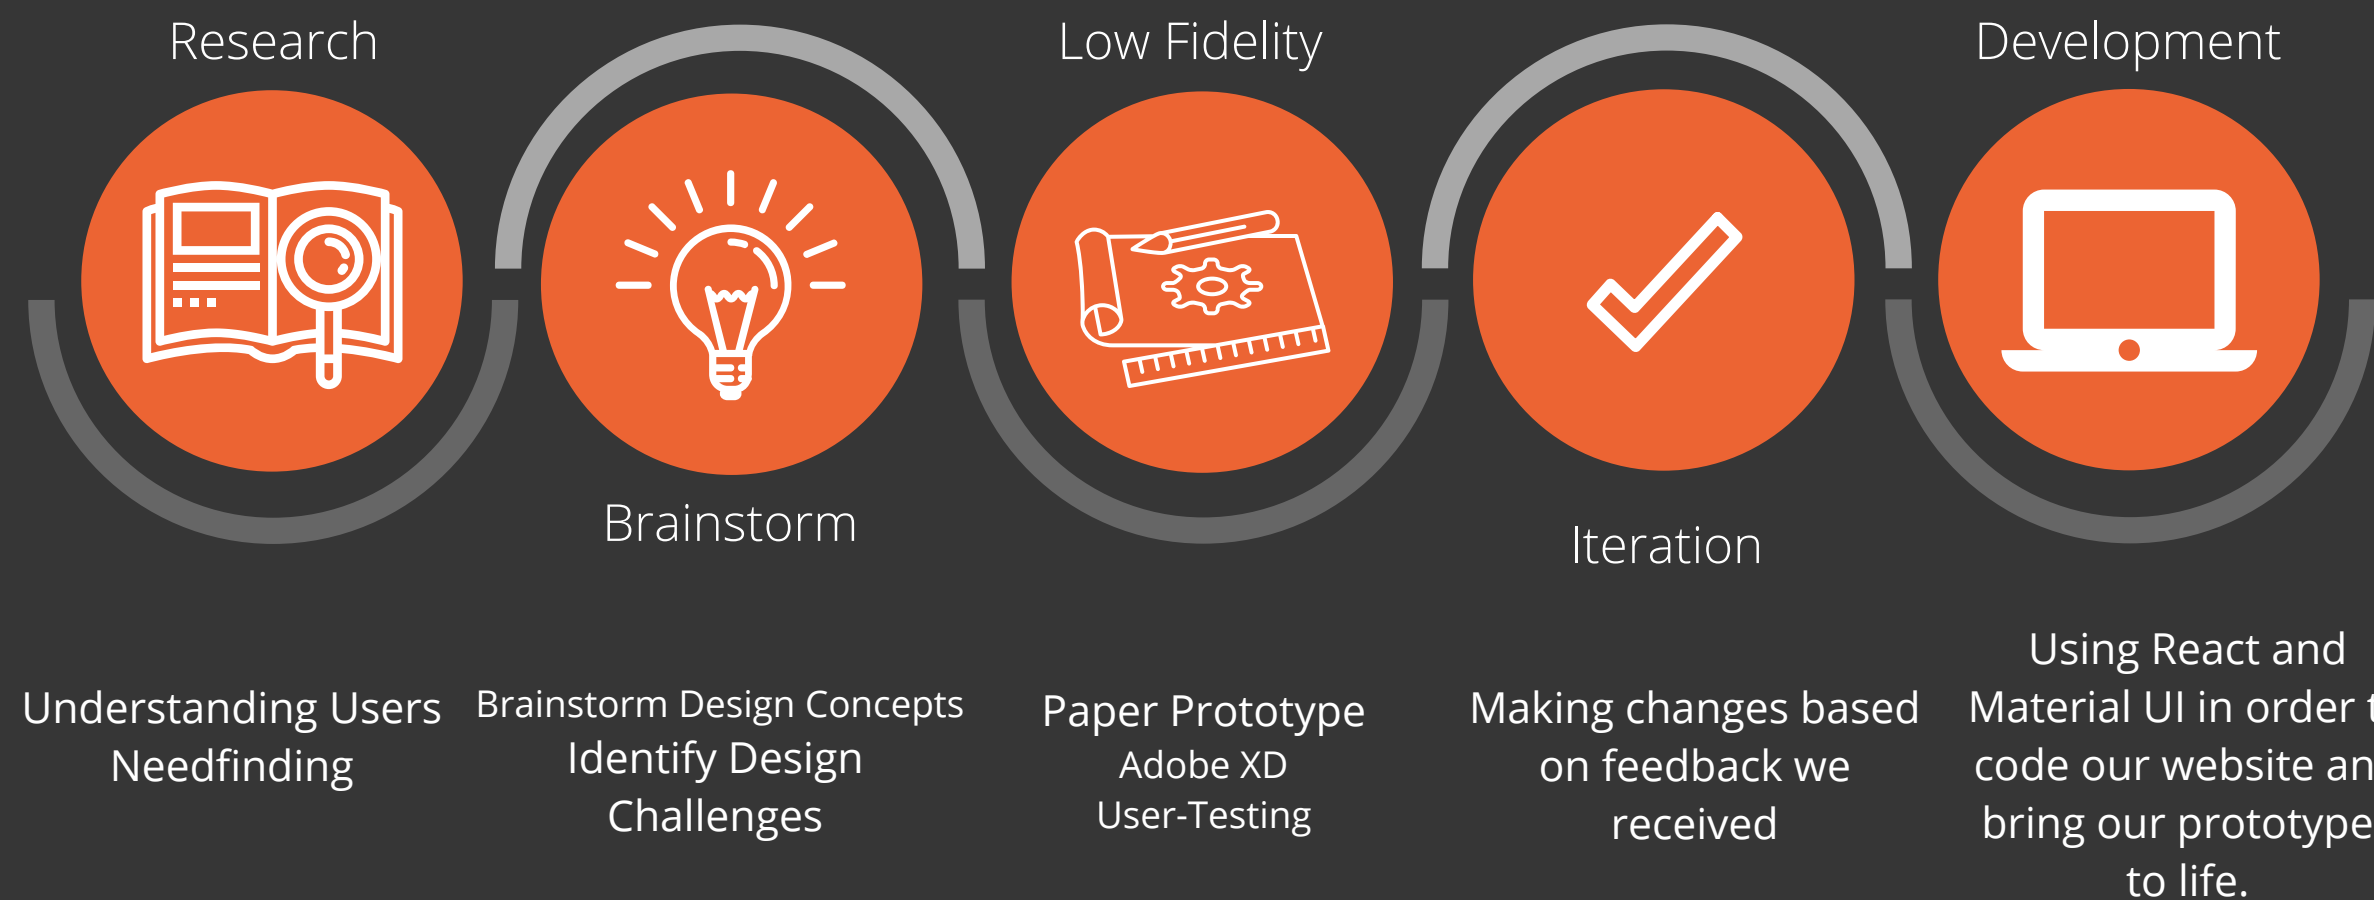 Research
Understanding Users
Needfinding
Brainstorm
Brainstorm Design Concepts
Identify Design
Challenges
Low Fidelity
Paper Prototype
Adobe XD
User-Testing
Iteration
Making changes based
on feedback we
received
Development
Using React and
Material UI in order
code our website
bring our prototype
to life.